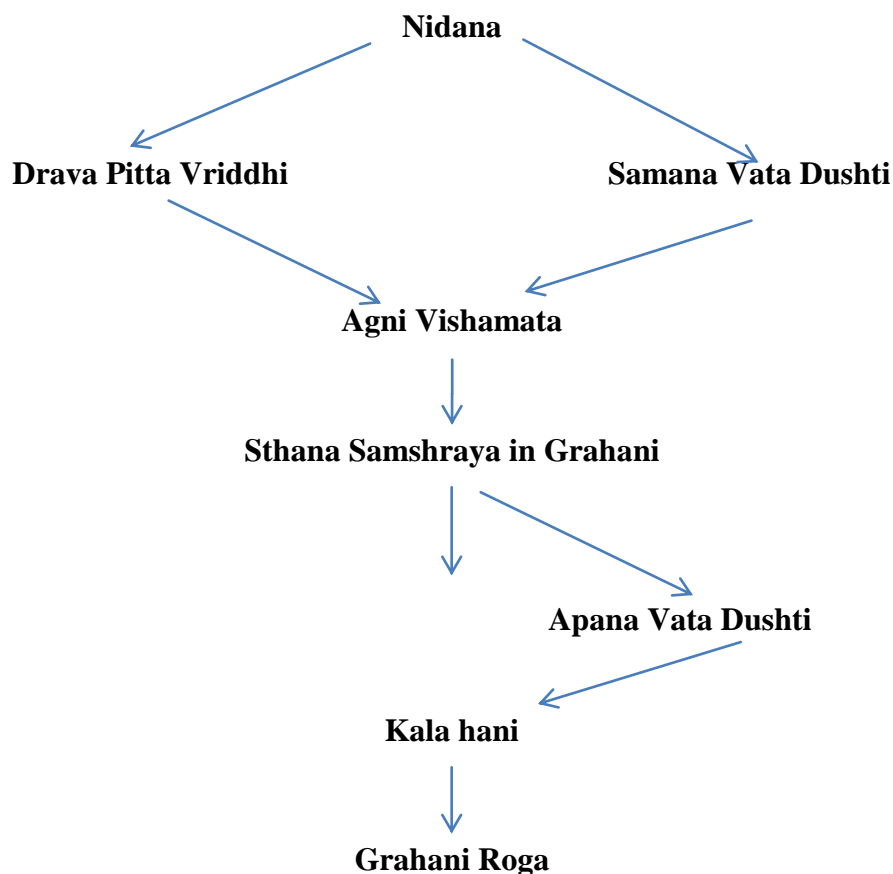 Nidana
Drava Pitta Vriddhi
Samana Vata Dushti
Agni Vishamata
Sthana Samshraya in Grahani
Apana Vata Dushti
Kala hani
Grahani Roga